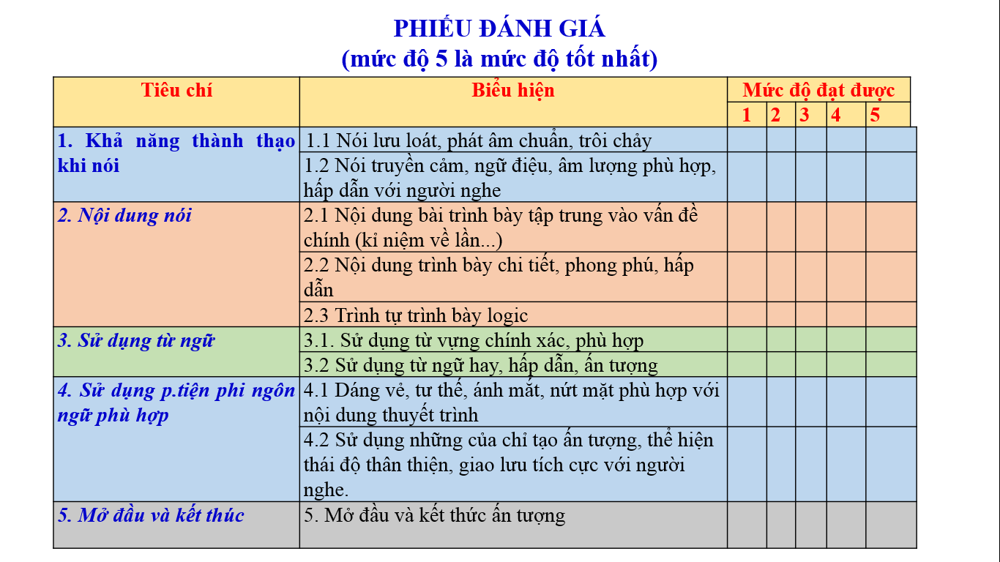 PHIẾU ĐÁNH GIÁ
(mức độ 5 là mức độ tốt nhất)
Tiêu chí
Biểu hiện
Mức độ đạt được
1 2 3 4 5
1. Khả năng thành thạo
khi nói
1.1 Nói lưu loát, phát âm chuẩn, trôi chảy
1.2 Nói truyền cảm, ngữ điệu, âm lượng phù hợp,
hấp dẫn với người nghe
2. Nội dung nói
2.1 Nội dung bài trình bày tập trung vào vấn đề
chính (kỉ niệm về lần...)
2.2 Nội dung trình bày chi tiết, phong phú, hấp
dẫn
2.3 Trình tự trình bày logic
3. Sử dụng từ ngữ
3.1. Sử dụng từ vựng chính xác, phù hợp
3.2 Sử dụng từ ngữ hay, hấp dẫn, ấn tượng
4. Sử dụng p.tiện phi ngôn
ngữ phù hợp
4.1 Dáng vẻ, tư thế, ánh mắt, nứt mặt phù hợp với
nội dung thuyết trình
4.2 Sử dụng những của chỉ tạo ấn tượng, thể hiện
thái độ thân thiện, giao lưu tích cực với người
nghe.
5. Mở đầu và kết thúc
5. Mở đầu và kết thức ấn tượng